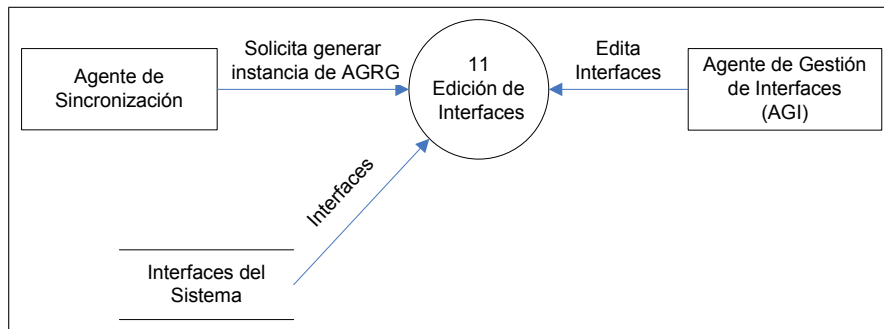 Agente de
Sincronización
Solicita generar
instancia de AGRG
11
Edición de
Interfaces
Edita
Interfaces
Agente de Gestión
de Interfaces
(AGI)
Interfaces
Interfaces del
Sistema